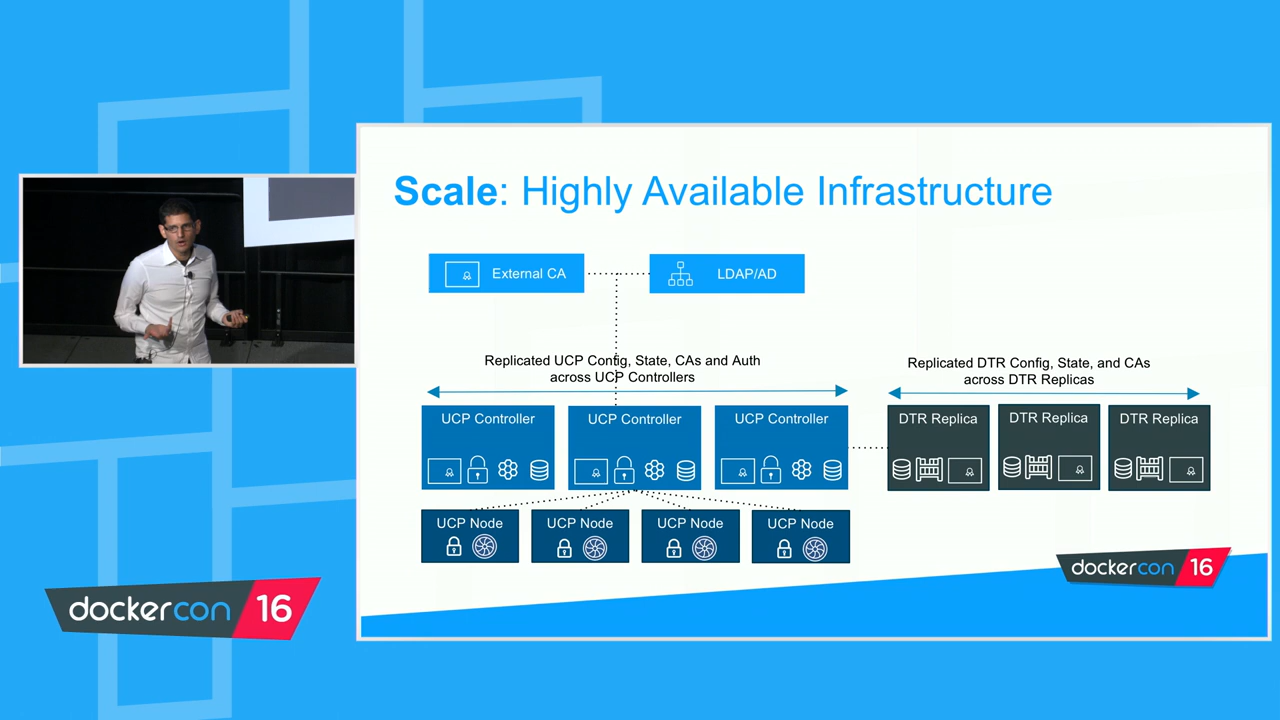 Scale: Highly Available Infrastructure
External CA
LDAP/AD
Replicated UCP Config, State, CAs and Auth
across UCP Controllers
Replicated DTR Config, State, and CAs
across DTR Replicas
UCP Controller
UCP Controller
UCP Controller
DTR Replica
DTR Replica
DTR Replica
UCP Node
UCP Node
UCP Node
UCP Node
dockercon 16
dockercon 16